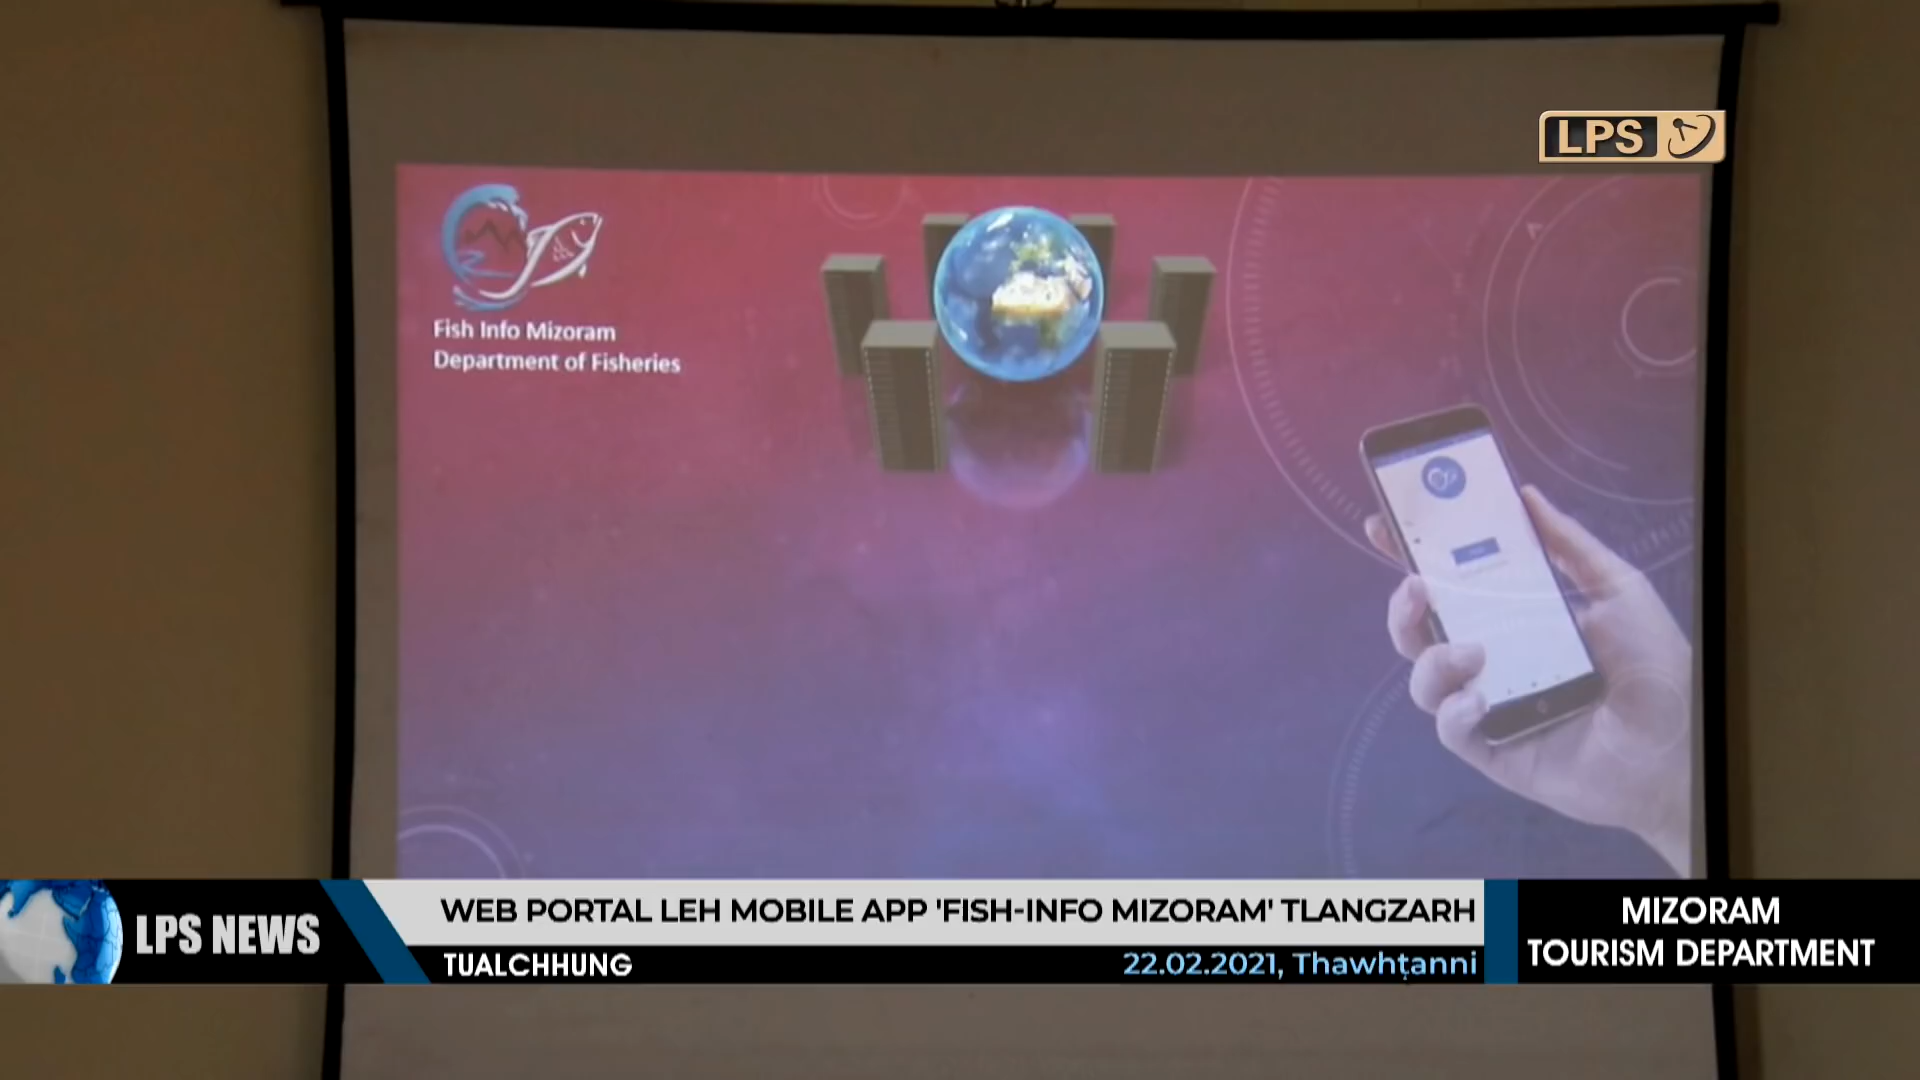 LPS
Fish Info Mizoram
Department of Fisheries
WEB PORTAL LEH MOBILE APP 'FISH-INFO MIZORAM' TLANGZARH
LPS NEWS
TUALCHHUNG
22.02.2021, Thawhṭanni
MIZORAM
TOURISM DEPARTMENT